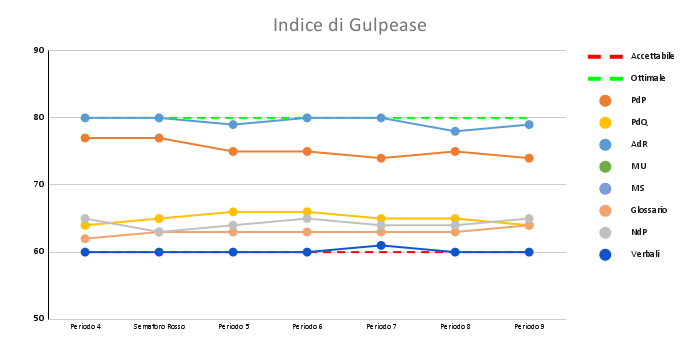 Indice di Gulpease
90
80
70
60
50
Periodo 4
Semaforo Rosso
Periodo 5
Periodo 6
Periodo 7
Periodo 8
Periodo 9
Accettabile
Ottimale
PdP
PdQ
AdR
MU
MS
Glossario
NdP
Verbali